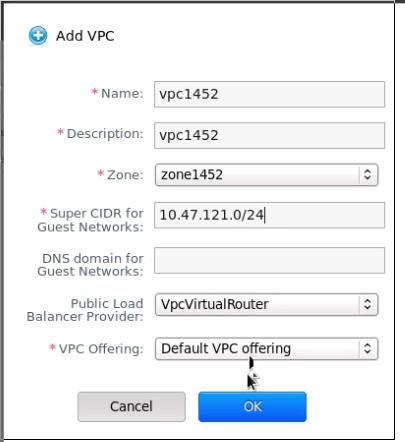 Add VPC
* Name: vpc1452
* Description: vpc1452
* Zone: zone1452
* Super CIDR for Guest Networks: 10.47.121.0/24
DNS domain for Guest Networks:
Public Load Balancer Provider: VpcVirtualRouter
* VPC Offering: Default VPC offering
Cancel OK